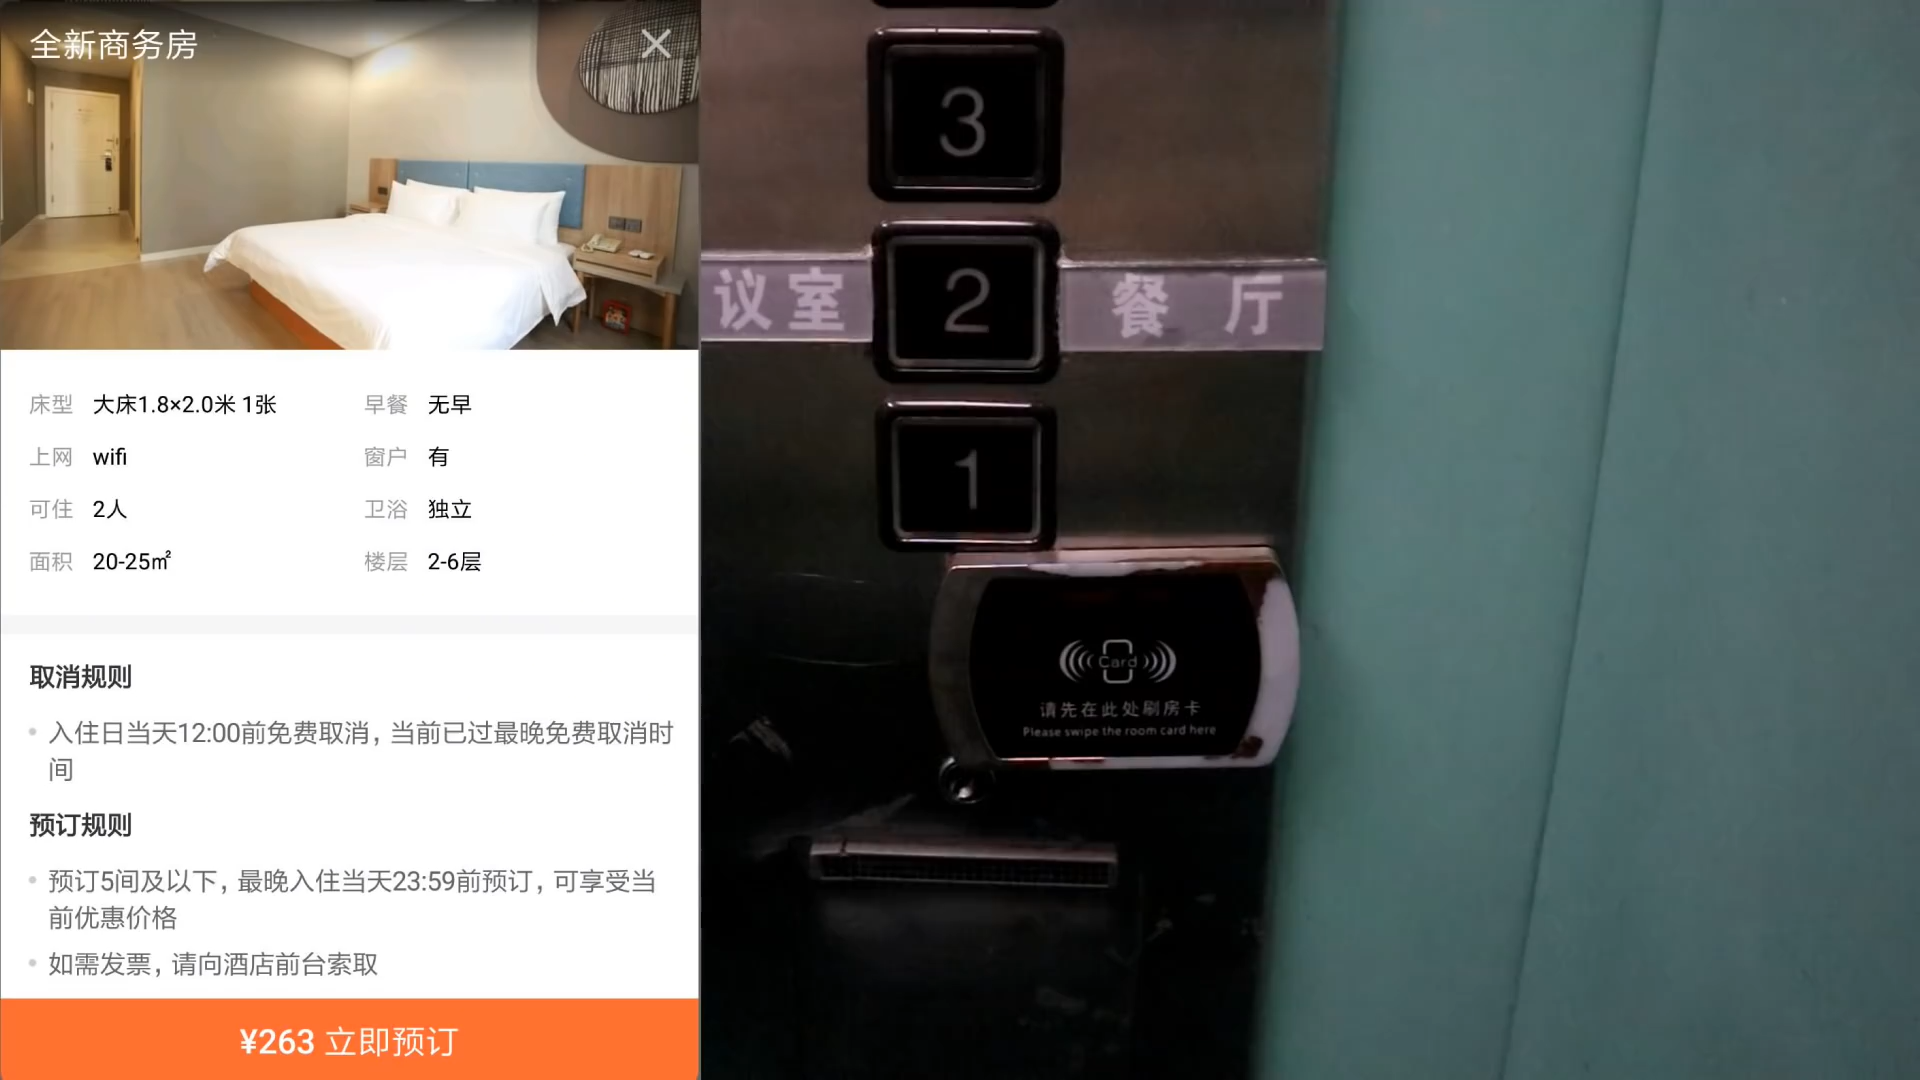 全新商务房
床型 大床1.8×2.0米 1张
早餐 无早
上网 wifi
窗户 有
可住 2人
卫浴 独立
面积 20-25㎡
楼层 2-6层
取消规则
入住日当天12:00前免费取消，当前已过最晚免费取消时
间
预订规则
预订5间及以下，最晚入住当天23:59前预订，可享受当
前优惠价格
如需发票，请向酒店前台索取
¥263 立即预订
3
议室 2 餐厅
1
Card
请先在此处刷房卡
Please swipe the room card here